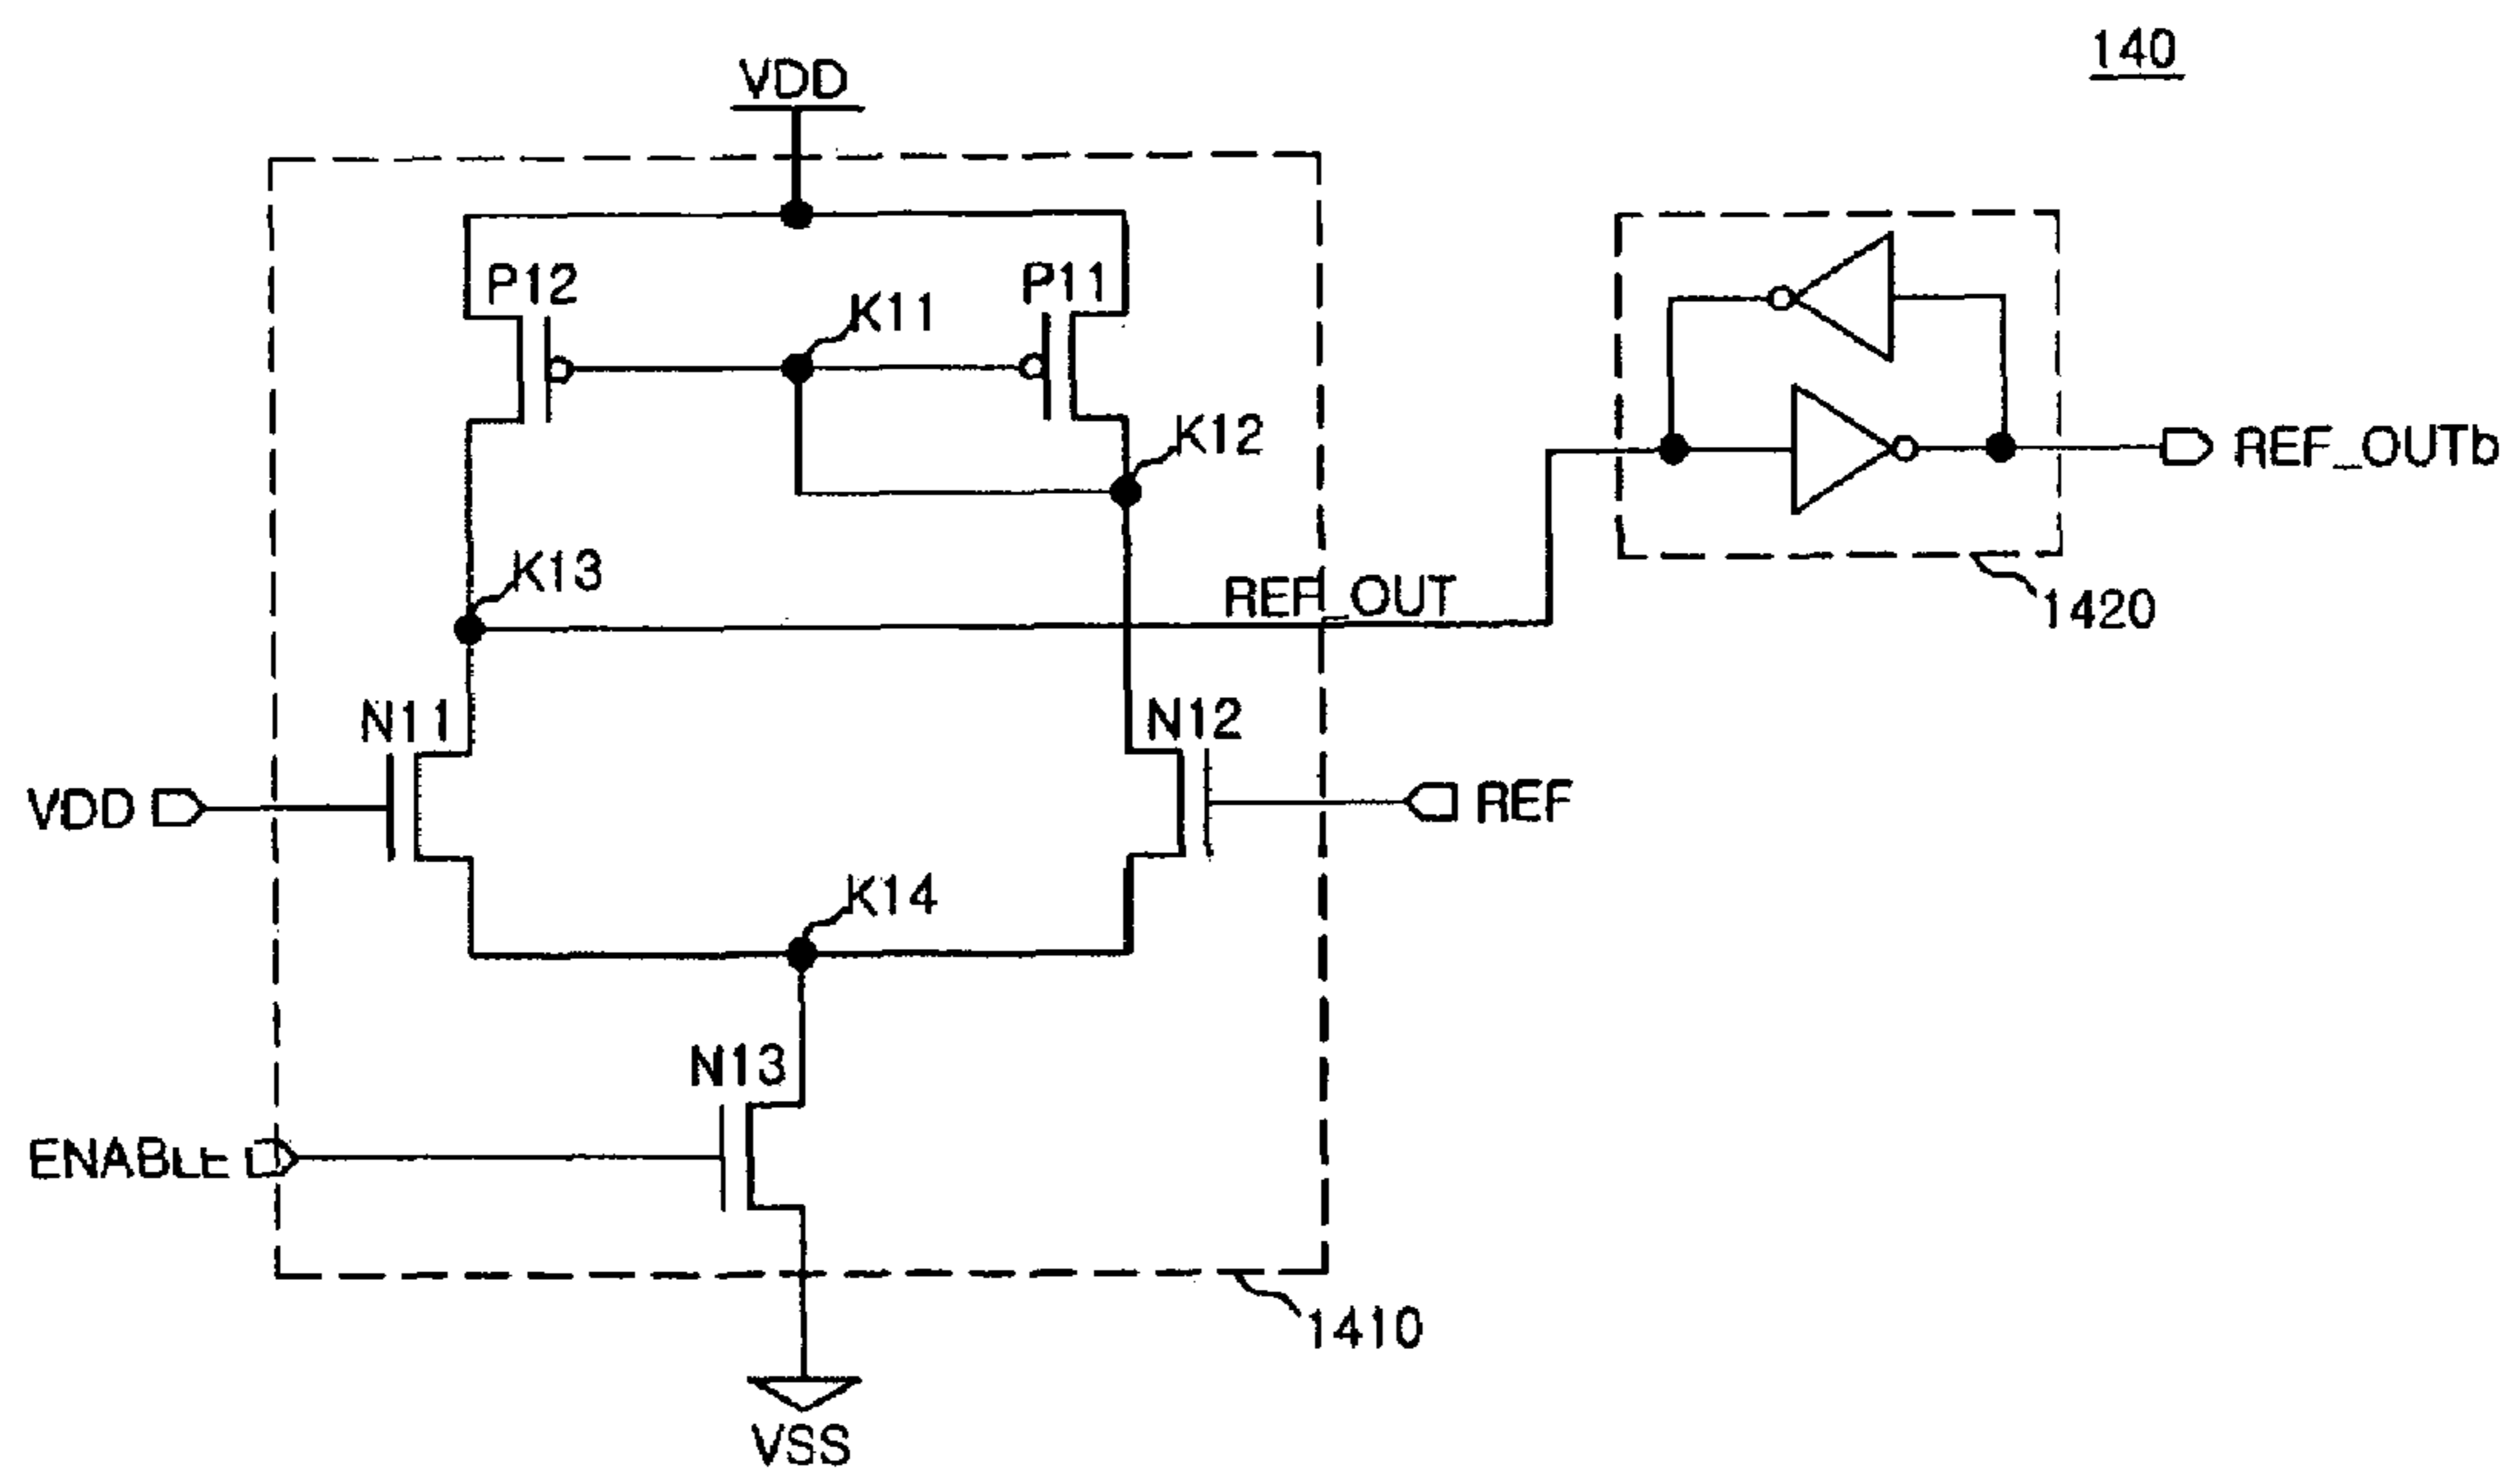 140
VDD
P12
P11
K11
K12
REF_OUTb
K13
REF_OUT
1420
N11
N12
VDD
REF
K14
N13
ENABLE
1410
VSS